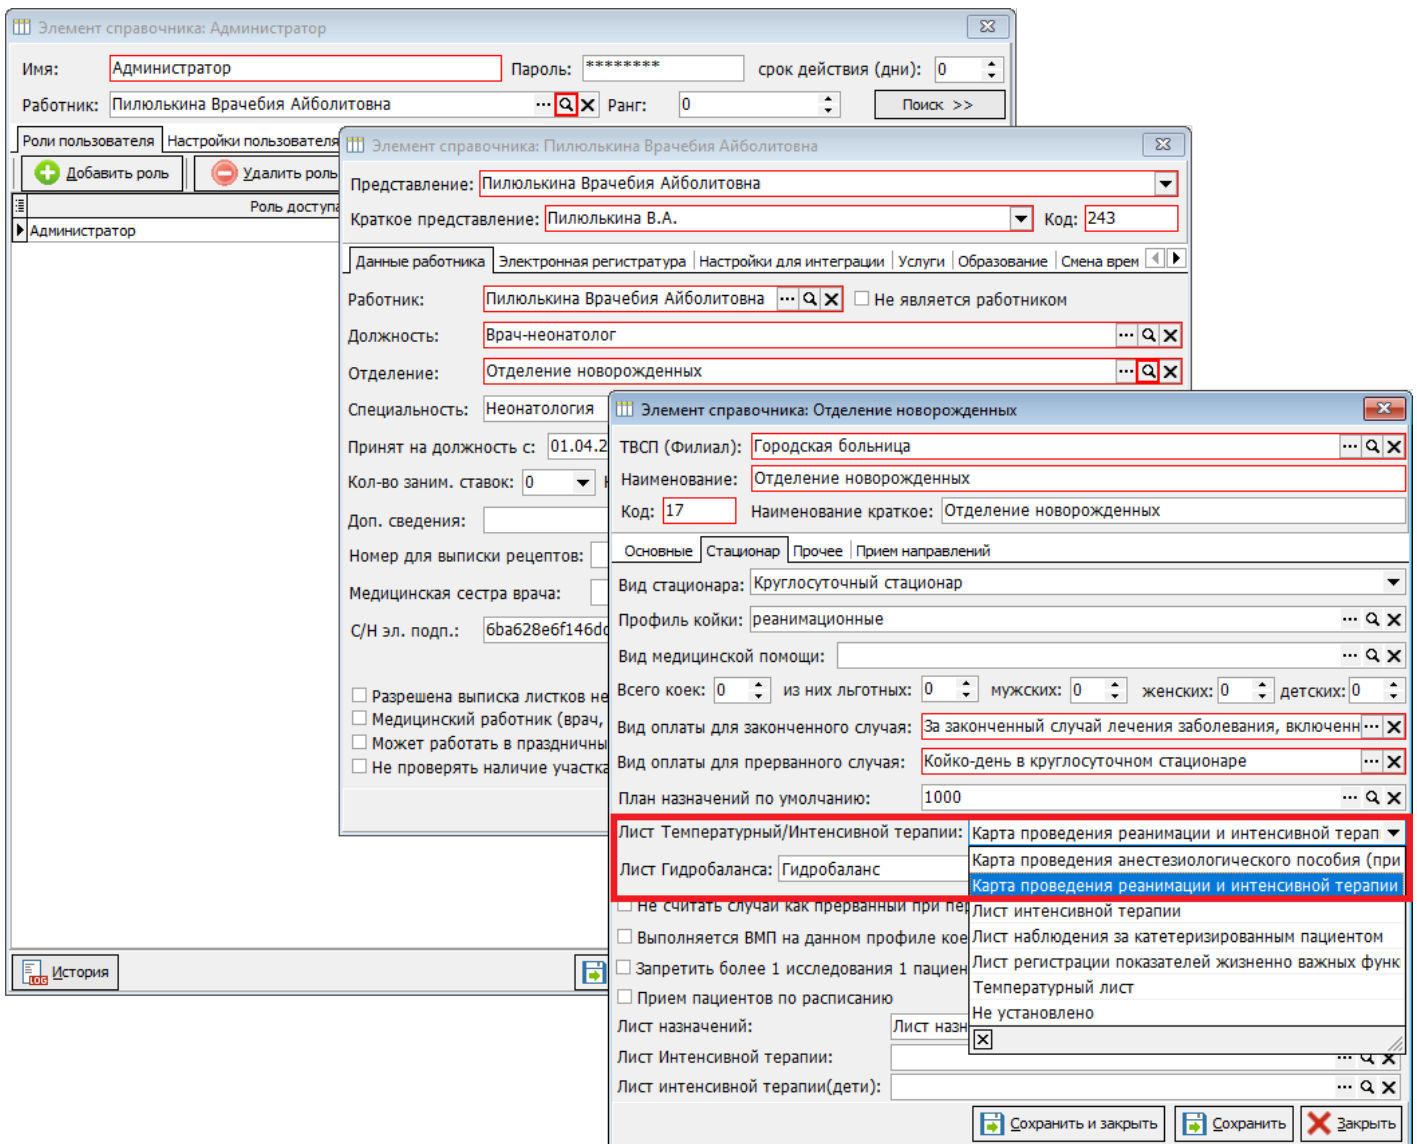 Элемент справочника: Администратор
Имя: Администратор Пароль: ******** срок действия (дни): 0
Работник: Пилюлькина Врачебия Айболитовна Ранг: 0 Поиск >>
Роли пользователя Настройки пользователя
Добавить роль Удалить роль
Роль доступа
Администратор
История
Элемент справочника: Пилюлькина Врачебия Айболитовна
Представление: Пилюлькина Врачебия Айболитовна
Краткое представление: Пилюлькина В.А. Код: 243
Данные работника Электронная регистратура Настройки для интеграции Услуги Образование Смена врем
Работник: Пилюлькина Врачебия Айболитовна Не является работником
Должность: Врач-неонатолог
Отделение: Отделение новорожденных
Специальность: Неонатология
Принят на должность с: 01.04.2
Кол-во заним. ставок: 0
Доп. сведения:
Номер для выписки рецептов:
Медицинская сестра врача:
С/Н эл. подп.: 6ba628e6f146dc
Разрешена выписка листков не
Медицинский работник (врач,
Может работать в праздничны
Не проверять наличие участка
Элемент справочника: Отделение новорожденных
ТВСП (Филиал): Городская больница
Наименование: Отделение новорожденных
Код: 17 Наименование краткое: Отделение новорожденных
Основные Стационар Прочее Прием направлений
Вид стационара: Круглосуточный стационар
Профиль койки: реанимационные
Вид медицинской помощи:
Всего коек: 0 из них льготных: 0 мужских: 0 женских: 0 детских: 0
Вид оплаты для законченного случая: За законченный случай лечения заболевания, включенн
Вид оплаты для прерванного случая: Койко-день в круглосуточном стационаре
План назначений по умолчанию: 1000
Лист Температурный/Интенсивной терапии: Карта проведения реанимации и интенсивной терап
Карта проведения анестезиологического пособия (при
Лист Гидробаланса: Гидробаланс
Карта проведения реанимации и интенсивной терапии
Не считать случай как прерванный при пер
Лист интенсивной терапии
Выполняется ВМП на данном профиле кое
Лист наблюдения за катетеризированным пациентом
Запретить более 1 исследования 1 пациен
Лист регистрации показателей жизненно важных функ
Прием пациентов по расписанию
Температурный лист
Не установлено
Лист назначений: Лист назн
Лист Интенсивной терапии:
Лист интенсивной терапии(дети):
Сохранить и закрыть Сохранить Закрыть